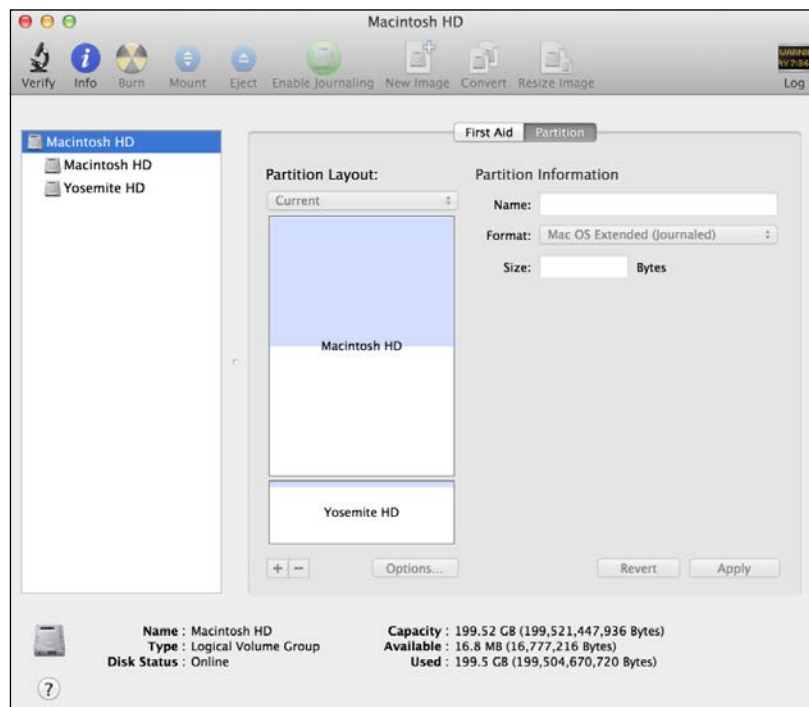 Macintosh HD
Verify Info Burn Mount Eject Enable Journaling New Image Convert Resize Image Log
Macintosh HD
Macintosh HD
Yosemite HD
First Aid Partition
Partition Layout:
Current
Macintosh HD
Yosemite HD
+ −
Options...
Partition Information
Name:
Format: Mac OS Extended (Journaled)
Size: Bytes
Revert Apply
Name : Macintosh HD
Type : Logical Volume Group
Disk Status : Online
Capacity : 199.52 GB (199,521,447,936 Bytes)
Available : 16.8 MB (16,777,216 Bytes)
Used : 199.5 GB (199,504,670,720 Bytes)
?